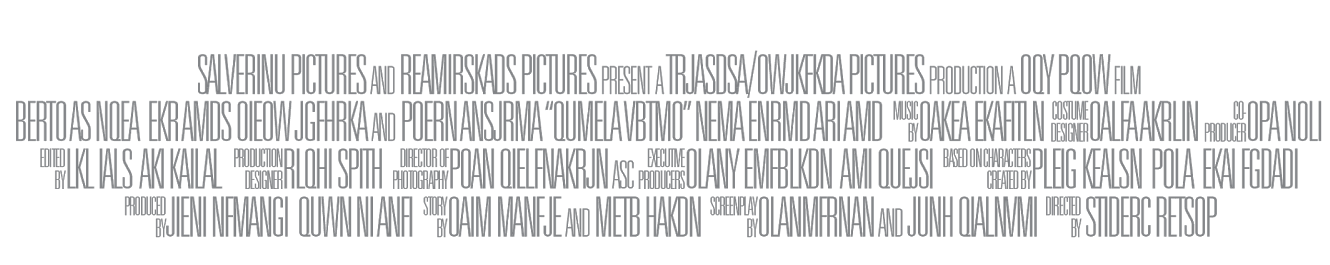 SALVERINU PICTURES AND REAMIRSKADS PICTURES PRESENT A TRJASDSA/OWJKEKDA PICTURES PRODUCTION A OQY PQOW FILM
BERTO AS NQEA EKR AMDS OIEOW JGFHRKA AND POERN ANSJRMA "QUMELA VBTMO" NEMA ENRMD ARI AMD MUSIC BY OAKEA EKAFITLN COSTUME DESIGNER OALFA AKRLIN CO-PRODUCER OPA NOLI
EDITED BY LKL IALS AKI KAILAL PRODUCTION DESIGNER RLQHI SPITH DIRECTOR OF PHOTOGRAPHY POAN QIELFNAKRJN ASC EXECUTIVE PRODUCERS OLANY EMFBLKDN AMI QUEJSI BASED ON CHARACTERS CREATED BY PLEIG KEALSN POLA EKAI FGDADI
PRODUCED BY JIENI NFMANGI QUWN NI ANFI STORY BY OAIM MANFJE AND METB HAKDN SCREENPLAY BY OLANMFRNAN AND JUNH QIALNVMI DIRECTED BY STIDERC RETSOP